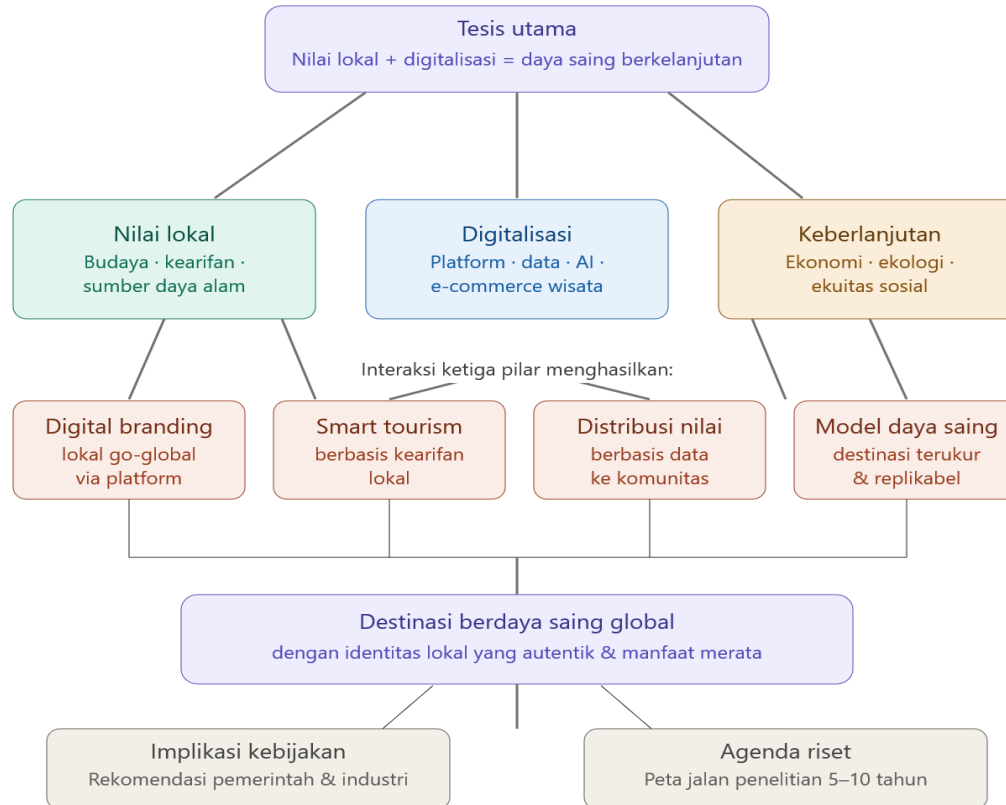 Tesis utama
Nilai lokal + digitalisasi = daya saing berkelanjutan
Nilai lokal
Budaya · kearifan ·
sumber daya alam
Digitalisasi
Platform · data · AI ·
e-commerce wisata
Keberlanjutan
Ekonomi · ekologi ·
ekuitas sosial
Interaksi ketiga pilar menghasilkan:
Digital branding
lokal go-global
via platform
Smart tourism
berbasis kearifan
lokal
Distribusi nilai
berbasis data
ke komunitas
Model daya saing
destinasi terukur
& replikabel
Destinasi berdaya saing global
dengan identitas lokal yang autentik & manfaat merata
Implikasi kebijakan
Rekomendasi pemerintah & industri
Agenda riset
Peta jalan penelitian 5–10 tahun